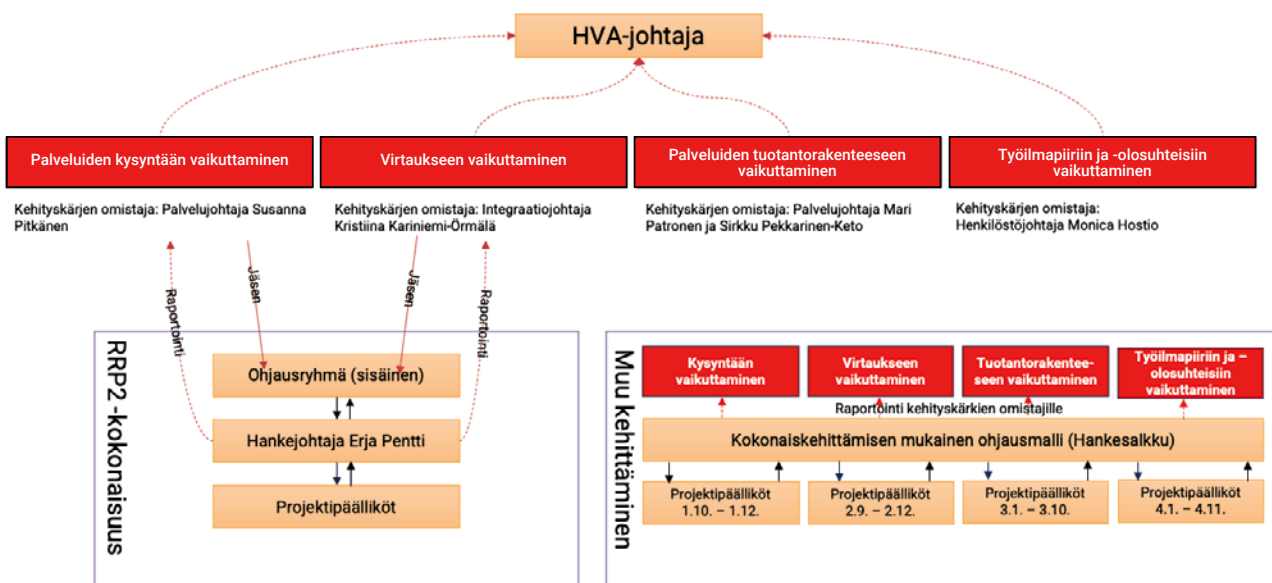 HVA-johtaja
Palveluiden kysyntään vaikuttaminen
Virtaukseen vaikuttaminen
Palveluiden tuotantorakenteeseen
vaikuttaminen
Työilmapiiriin ja -olosuhteisiin
vaikuttaminen
Kehityskärjen omistaja: Palvelujohtaja Susanna
Pitkänen
Kehityskärjen omistaja: Integraatiojohtaja
Kristiina Kariniemi-Örmälä
Kehityskärjen omistaja: Palvelujohtaja Mari
Patronen ja Sirkku Pekkarinen-Keto
Kehityskärjen omistaja:
Henkilöstöjohtaja Monica Hostio
Raportointi
Jäsen
Jäsen
Raportointi
RRP2 -kokonaisuus
Ohjausryhmä (sisäinen)
Hankejohtaja Erja Pentti
Projektipäälliköt
Muu kehittäminen
Kysyntään
vaikuttaminen
Virtaukseen
vaikuttaminen
Tuotantorakentee-
seen vaikuttaminen
Työilmapiiriin ja –
olosuhteisiin
vaikuttaminen
Raportointi kehityskärkien omistajille
Kokonaiskehittämisen mukainen ohjausmalli (Hankesalkku)
Projektipäälliköt
1.10. – 1.12.
Projektipäälliköt
2.9. – 2.12.
Projektipäälliköt
3.1. – 3.10.
Projektipäälliköt
4.1. – 4.11.